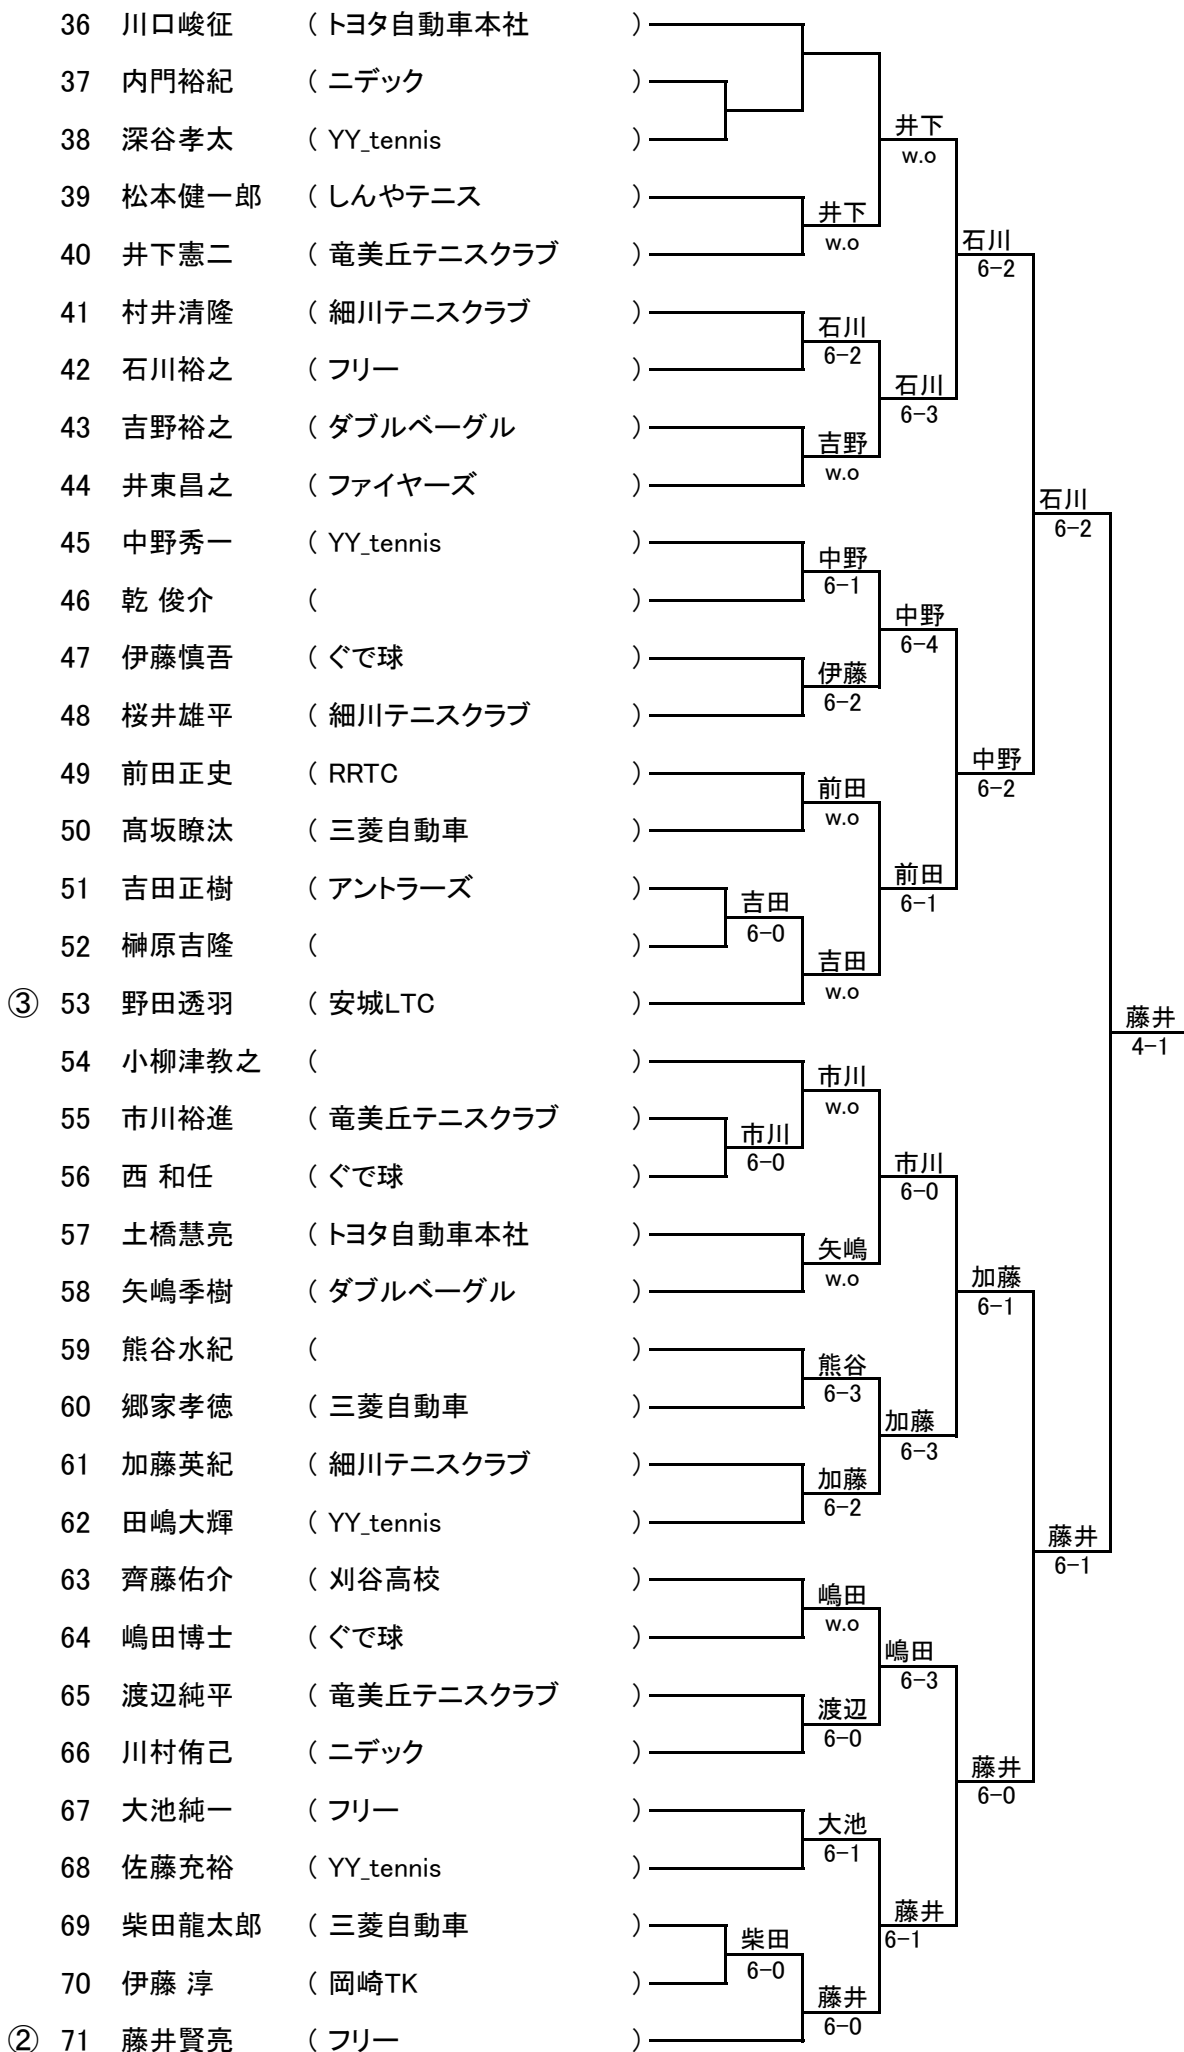 36 川口峻征 ( トヨタ自動車本社 )
37 内門裕紀 ( ニデック )
井下
38 深谷孝太 ( YY_tennis )
w.o
39 松本健一郎 ( しんやテニス )
井下
w.o
石川
40 井下憲二 ( 竜美丘テニスクラブ )
6-2
41 村井清隆 ( 細川テニスクラブ )
石川
6-2
42 石川裕之 ( フリー )
石川
6-3
43 吉野裕之 ( ダブルベーグル )
吉野
w.o
44 井東昌之 ( ファイヤーズ )
石川
6-2
45 中野秀一 ( YY_tennis )
中野
6-1
46 乾 俊介 ( )
中野
6-4
47 伊藤慎吾 ( ぐで球 )
伊藤
6-2
48 桜井雄平 ( 細川テニスクラブ )
中野
49 前田正史 ( RRTC )
前田 6-2
w.o
50 髙坂瞭汰 ( 三菱自動車 )
前田
51 吉田正樹 ( アントラーズ )
吉田 6-1
6-0
52 榊原吉隆 ( )
吉田
w.o
③ 53 野田透羽 ( 安城LTC )
藤井
4-1
54 小柳津教之 ( )
市川
w.o
55 市川裕進 ( 竜美丘テニスクラブ )
市川
6-0 市川
56 西 和任 ( ぐで球 )
6-0
57 土橋慧亮 ( トヨタ自動車本社 )
矢嶋
w.o 加藤
58 矢嶋季樹 ( ダブルベーグル )
6-1
59 熊谷水紀 ( )
熊谷
6-3
60 郷家孝徳 ( 三菱自動車 )
加藤
6-3
61 加藤英紀 ( 細川テニスクラブ )
加藤
6-2
62 田嶋大輝 ( YY_tennis )
藤井
6-1
63 齊藤佑介 ( 刈谷高校 )
嶋田
w.o
64 嶋田博士 ( ぐで球 )
嶋田
6-3
65 渡辺純平 ( 竜美丘テニスクラブ )
渡辺
6-0
66 川村侑己 ( ニデック )
藤井
6-0
67 大池純一 ( フリー )
大池
6-1
68 佐藤充裕 ( YY_tennis )
藤井
69 柴田龍太郎 ( 三菱自動車 )
柴田 6-1
6-0
70 伊藤 淳 ( 岡崎TK )
藤井
6-0
② 71 藤井賢亮 ( フリー )